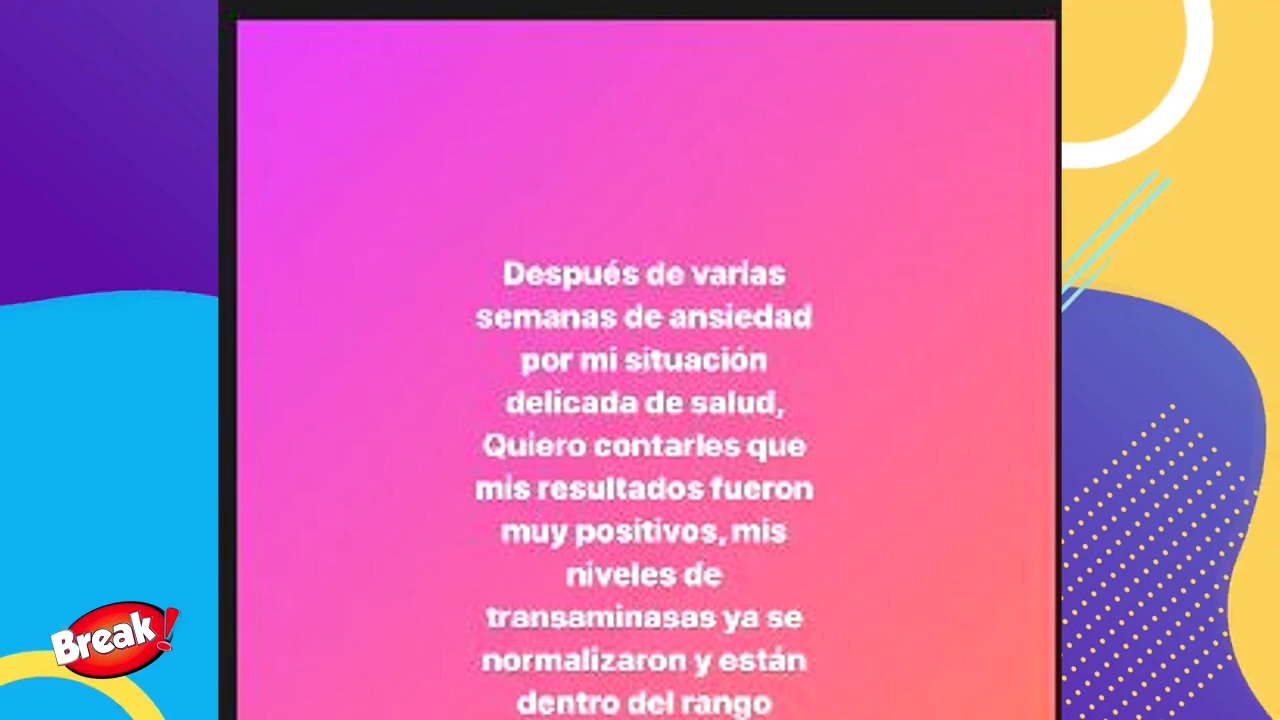 Después de varias
semanas de ansiedad
por mi situación
delicada de salud,
Quiero contarles que
mis resultados fueron
muy positivos, mis
niveles de
transaminasas ya se
normalizaron y están
dentro del rango
Break!